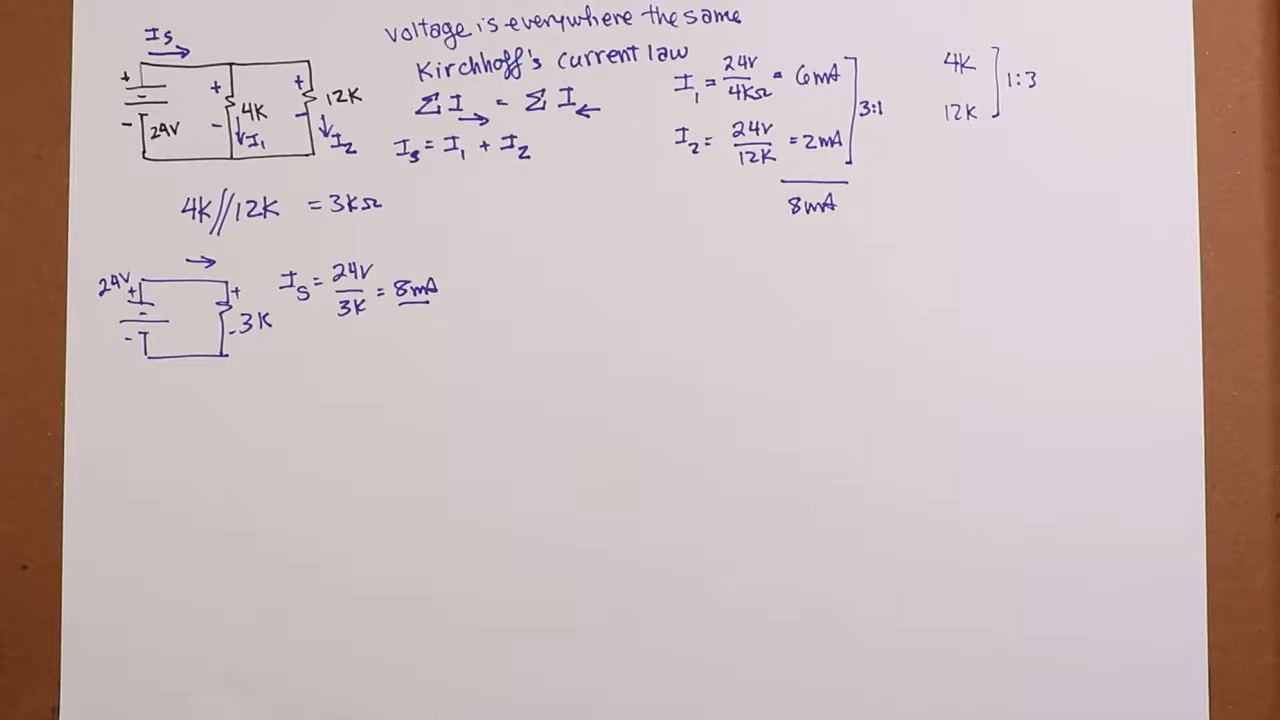 voltage is everywhere the same
Kirchhoff's current law
Σ I → = Σ I ←
Is = I1 + I2
Is
+
-
24V
+
-
4K
I1
+
-
12K
I2
I1 = 24V/4KΩ = 6mA
I2 = 24V/12K = 2mA
3:1
8mA
4K
12K
1:3
4K//12K = 3KΩ
24V
+
-
-
+
-
3K
IS = 24V/3K = 8mA